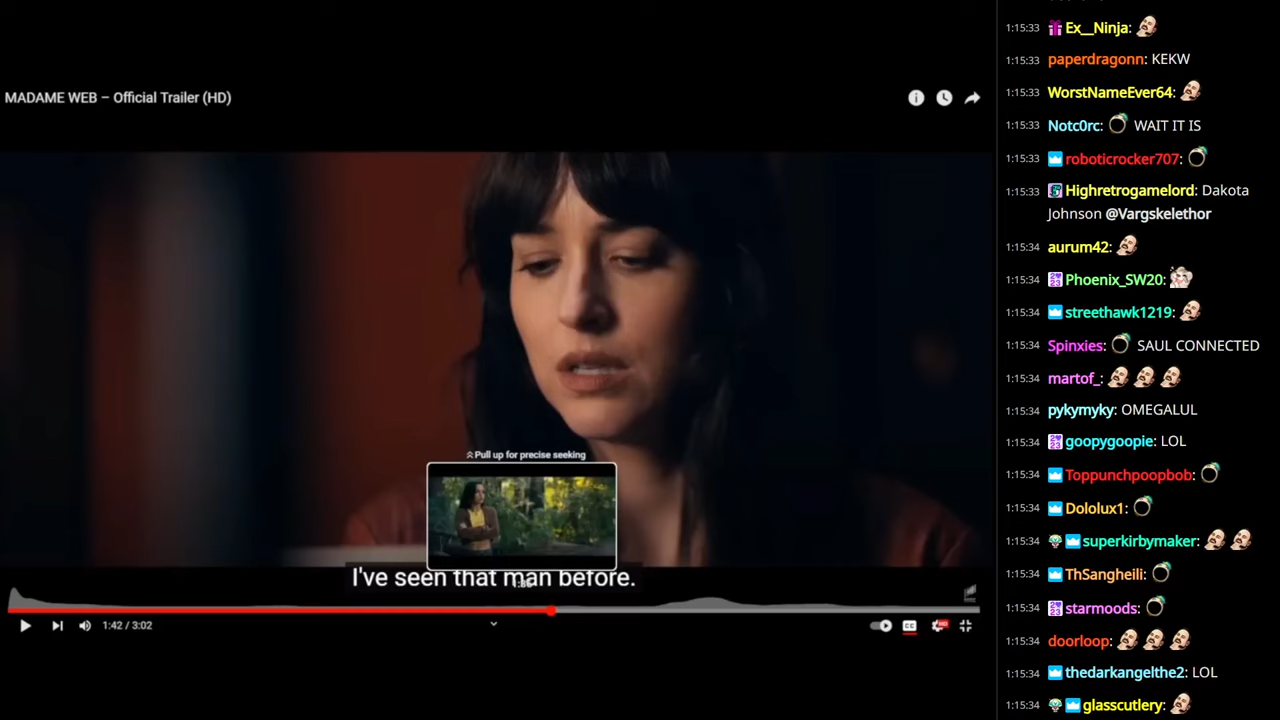 MADAME WEB – Official Trailer (HD)
Pull up for precise seeking
I've seen that man before.
1:42 / 3:02
CC
HD
1:15:33 Ex__Ninja:
1:15:33 paperdragonn: KEKW
1:15:33 WorstNameEver64:
1:15:33 Notc0rc: WAIT IT IS
1:15:33 roboticrocker707:
1:15:33 Highretrogamelord: Dakota
Johnson @Vargskelethor
1:15:34 aurum42:
1:15:34 Phoenix_SW20:
1:15:34 streethawk1219:
1:15:34 Spinxies: SAUL CONNECTED
1:15:34 martof_:
1:15:34 pykymyky: OMEGALUL
1:15:34 goopygoopie: LOL
1:15:34 Toppunchpoopbob:
1:15:34 Dololux1:
1:15:34 superkirbymaker:
1:15:34 ThSangheili:
1:15:34 starmoods:
1:15:34 doorloop:
1:15:34 thedarkangelthe2: LOL
1:15:34 glasscutlery: